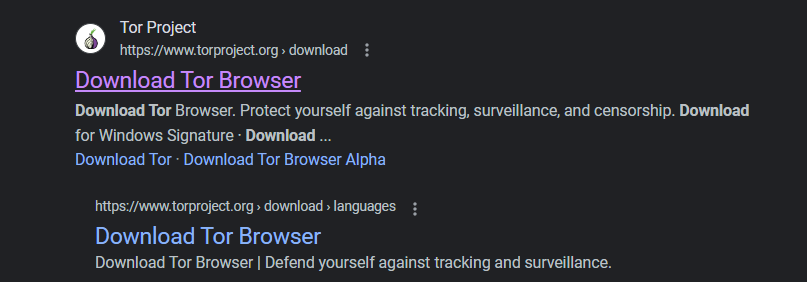 Tor Project
https://www.torproject.org › download
Download Tor Browser
Download Tor Browser. Protect yourself against tracking, surveillance, and censorship. Download
for Windows Signature · Download ...
Download Tor · Download Tor Browser Alpha
https://www.torproject.org › download › languages
Download Tor Browser
Download Tor Browser | Defend yourself against tracking and surveillance.